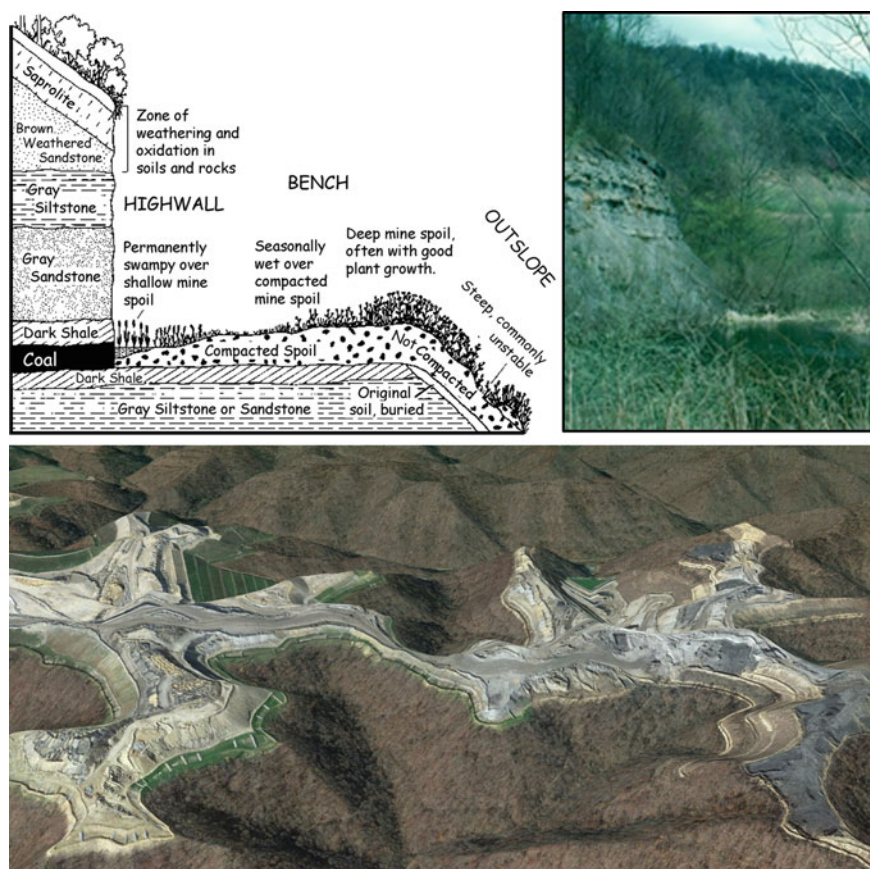 Saprolite
Brown
Weathered
Sandstone
Gray
Siltstone
Gray
Sandstone
Dark Shale
Coal
Zone of
weathering and
oxidation in
soils and rocks
HIGHWALL
BENCH
OUTSLOPE
Permanently
swampy over
shallow mine
spoil
Seasonally
wet over
compacted
mine spoil
Deep mine spoil,
often with good
plant growth.
Steep, commonly
unstable
Compacted Spoil
Not Compacted
Dark Shale
Gray Siltstone or Sandstone
Original
soil, buried